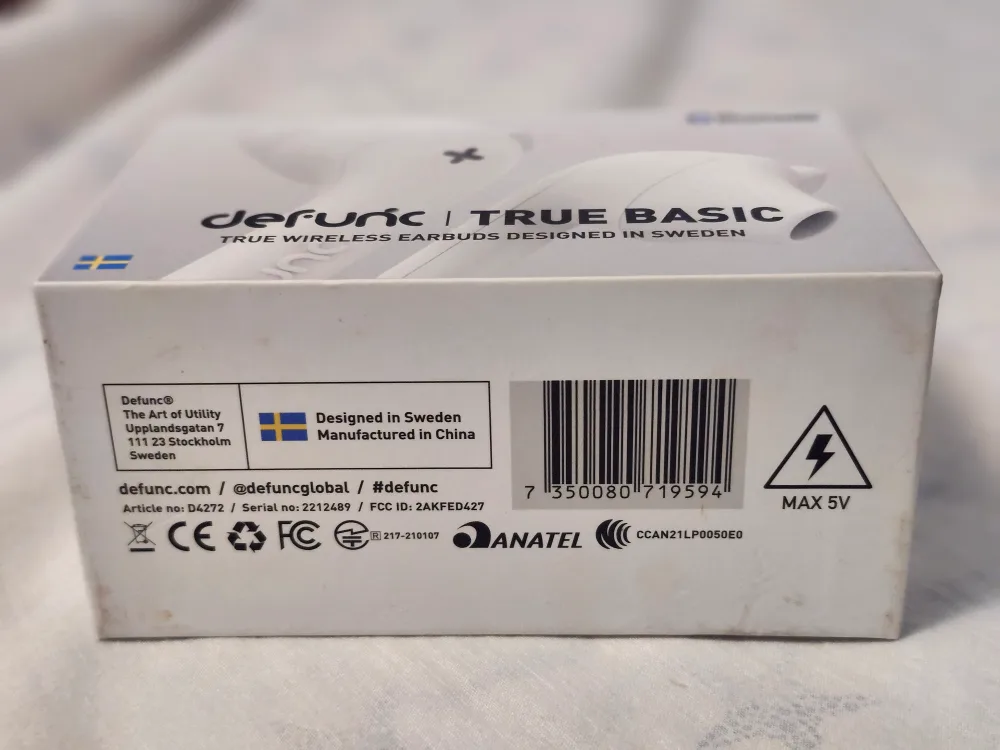 defunc | TRUE BASIC
TRUE WIRELESS EARBUDS DESIGNED IN SWEDEN
Defunc®
The Art of Utility
Upplandsgatan 7
111 23 Stockholm
Sweden
Designed in Sweden
Manufactured in China
defunc.com / @defuncglobal / #defunc
Article no: D4272 / Serial no: 2212489 / FCC ID: 2AKFED427
CE FC R 217-210107 ANATEL CCAN21LP0050E0
7 350080 719594
MAX 5V